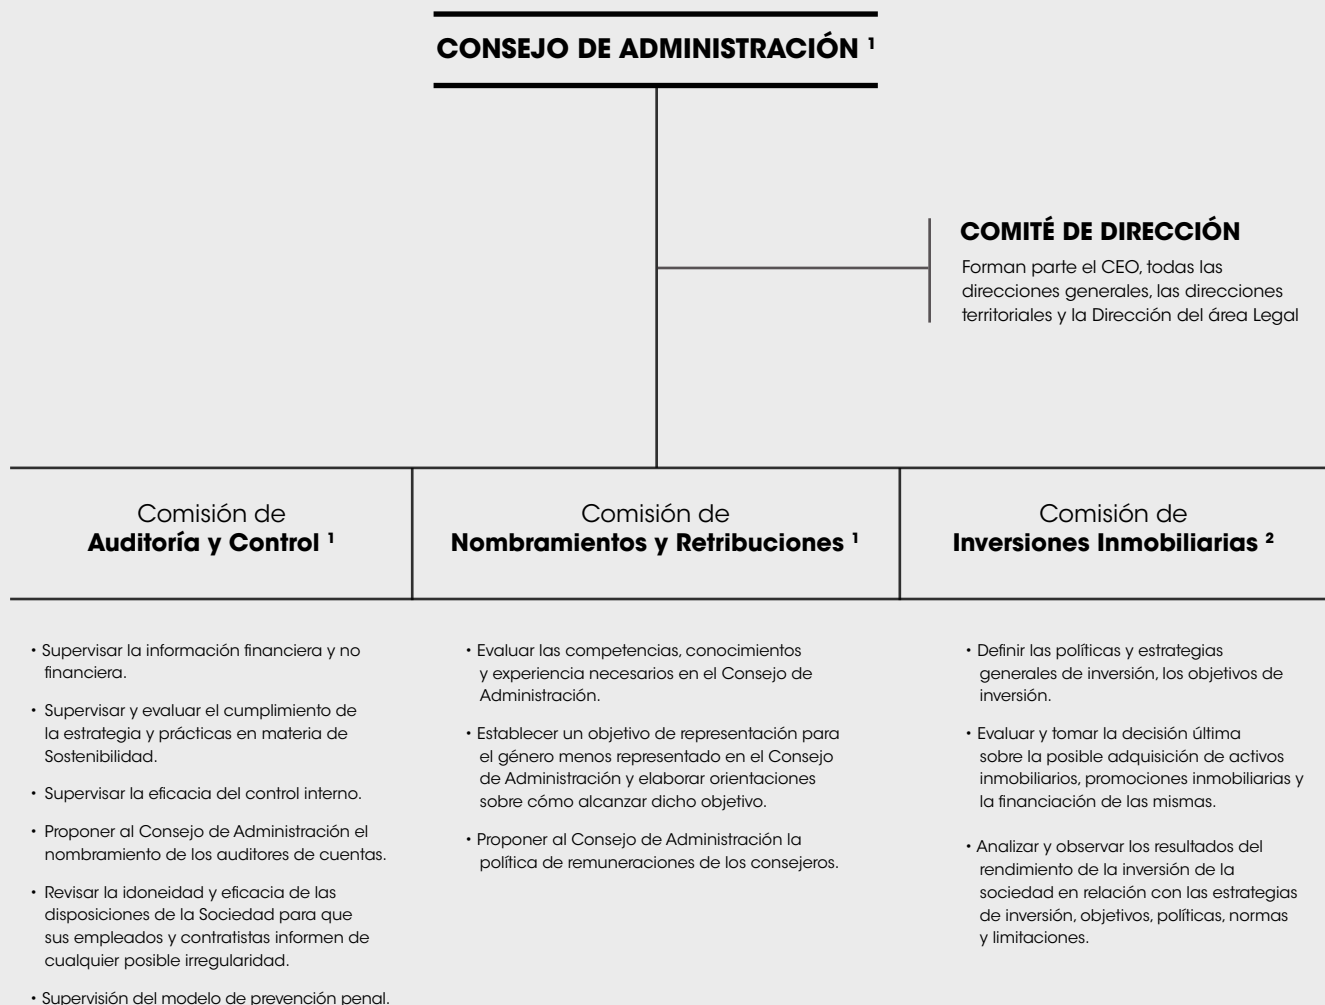 CONSEJO DE ADMINISTRACIÓN ¹
COMITÉ DE DIRECCIÓN
Forman parte el CEO, todas las
direcciones generales, las direcciones
territoriales y la Dirección del área Legal
Comisión de
Auditoría y Control ¹
Comisión de
Nombramientos y Retribuciones ¹
Comisión de
Inversiones Inmobiliarias ²
• Supervisar la información financiera y no
financiera.
• Supervisar y evaluar el cumplimiento de
la estrategia y prácticas en materia de
Sostenibilidad.
• Supervisar la eficacia del control interno.
• Proponer al Consejo de Administración el
nombramiento de los auditores de cuentas.
• Revisar la idoneidad y eficacia de las
disposiciones de la Sociedad para que
sus empleados y contratistas informen de
cualquier posible irregularidad.
• Supervisión del modelo de prevención penal.
• Evaluar las competencias, conocimientos
y experiencia necesarios en el Consejo de
Administración.
• Establecer un objetivo de representación para
el género menos representado en el Consejo
de Administración y elaborar orientaciones
sobre cómo alcanzar dicho objetivo.
• Proponer al Consejo de Administración la
política de remuneraciones de los consejeros.
• Definir las políticas y estrategias
generales de inversión, los objetivos de
inversión.
• Evaluar y tomar la decisión última
sobre la posible adquisición de activos
inmobiliarios, promociones inmobiliarias y
la financiación de las mismas.
• Analizar y observar los resultados del
rendimiento de la inversión de la
sociedad en relación con las estrategias
de inversión, objetivos, políticas, normas
y limitaciones.